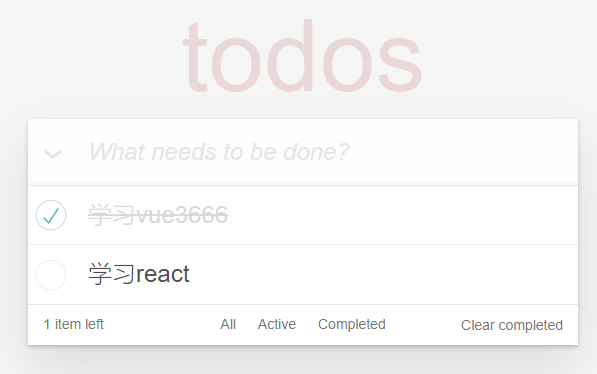 todos
What needs to be done?
学习vue3666
学习react
1 item left All Active Completed Clear completed